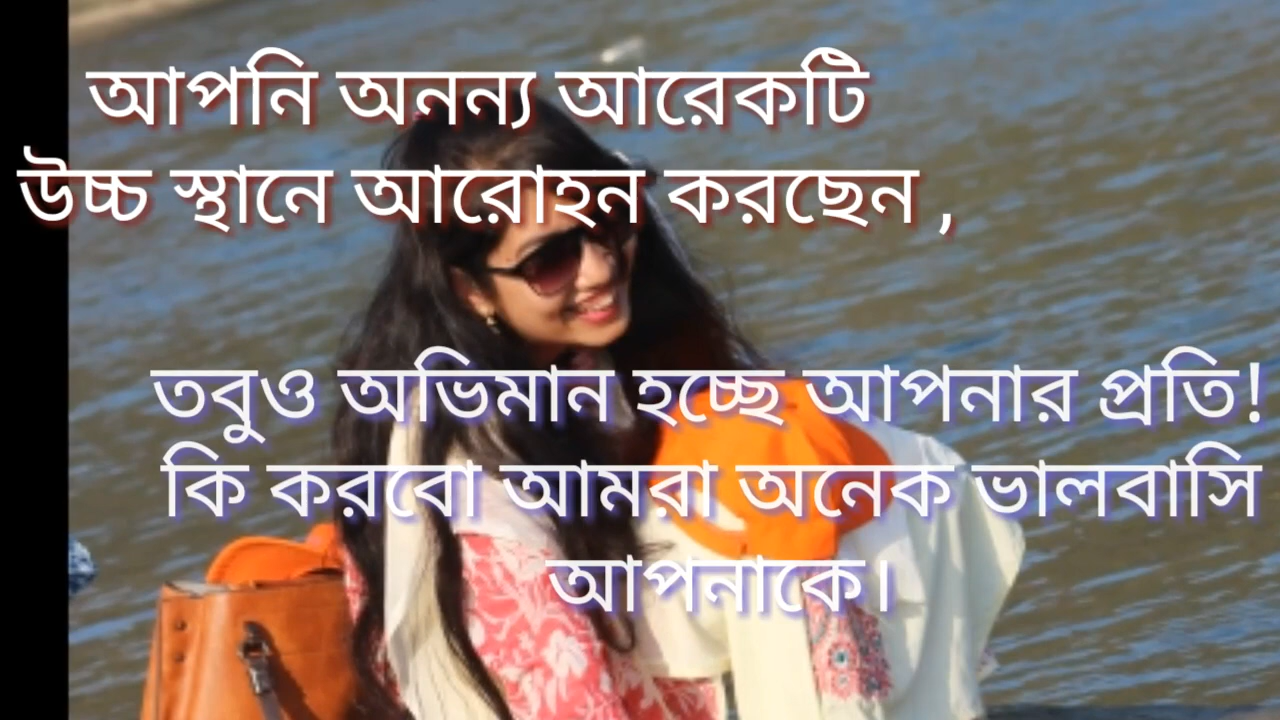 আপনি অনন্য আরেকটি
উচ্চ স্থানে আরোহন করছেন ,
তবুও অভিমান হচ্ছে আপনার প্রতি!
কি করবো আমরা অনেক ভালবাসি
আপনাকে।